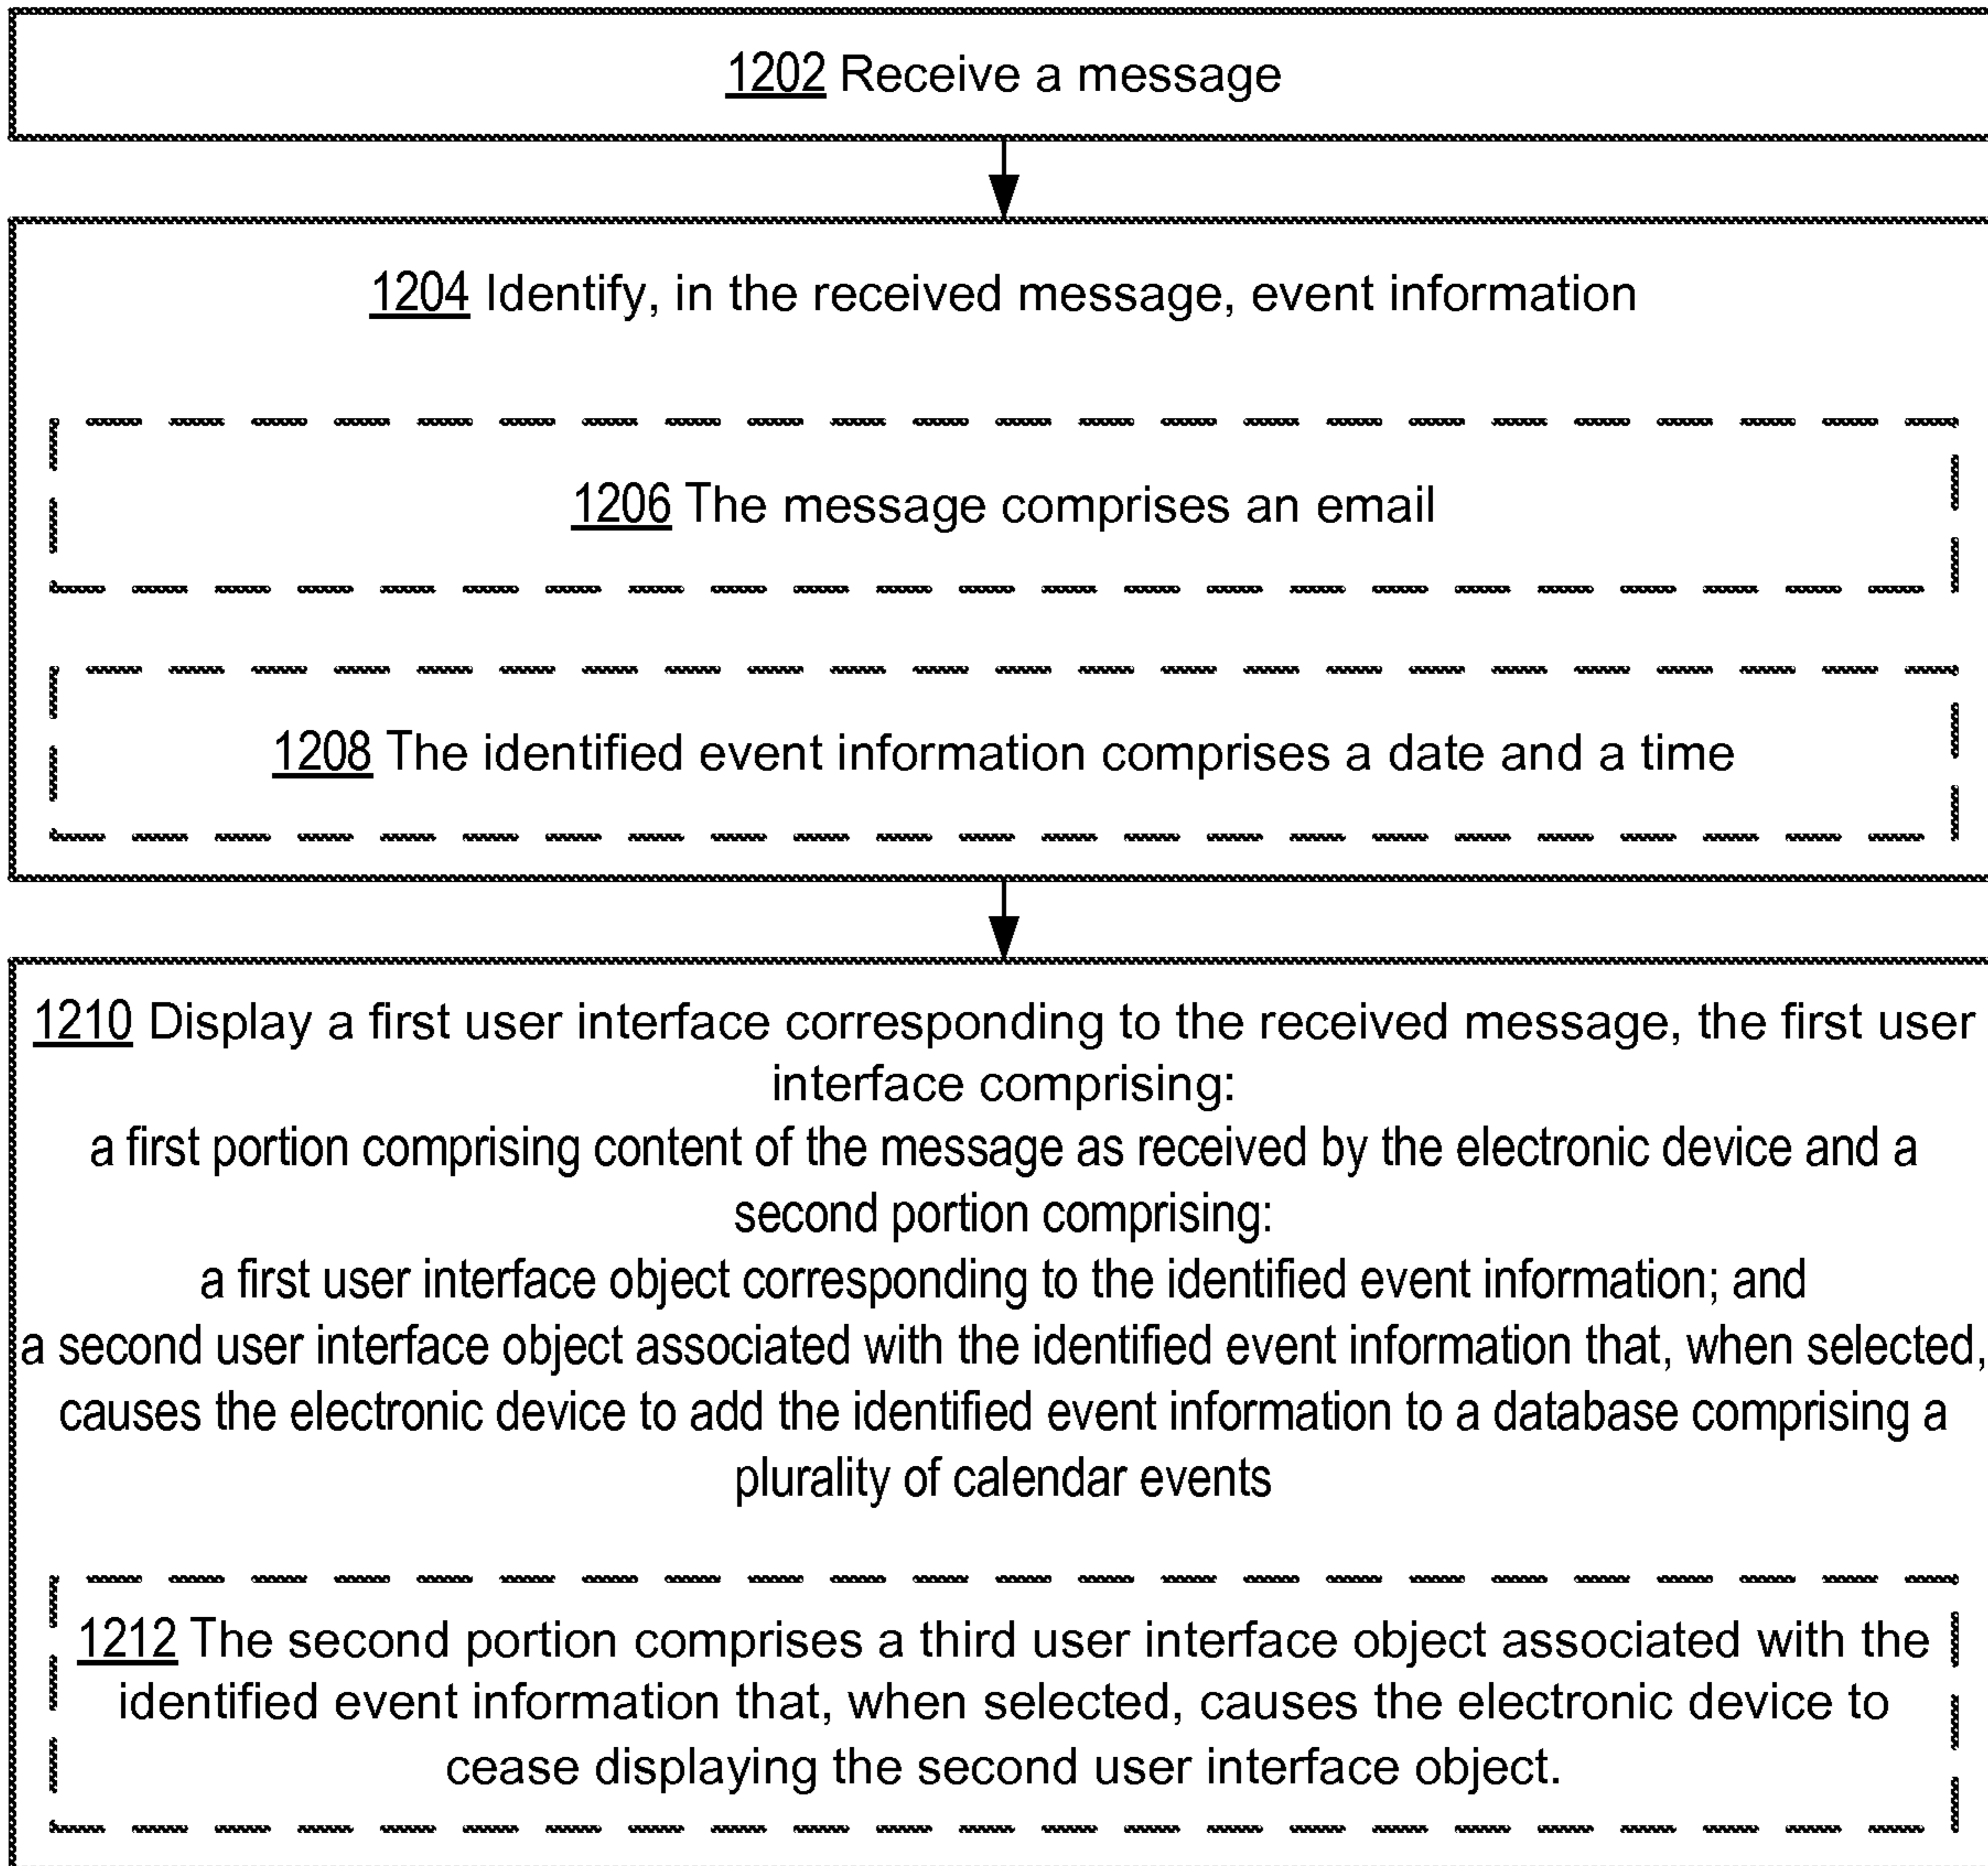 1202 Receive a message
1204 Identify, in the received message, event information
1206 The message comprises an email
1208 The identified event information comprises a date and a time
1210 Display a first user interface corresponding to the received message, the first user
interface comprising:
a first portion comprising content of the message as received by the electronic device and a
second portion comprising:
a first user interface object corresponding to the identified event information; and
a second user interface object associated with the identified event information that, when selected,
causes the electronic device to add the identified event information to a database comprising a
plurality of calendar events
1212 The second portion comprises a third user interface object associated with the
identified event information that, when selected, causes the electronic device to
cease displaying the second user interface object.